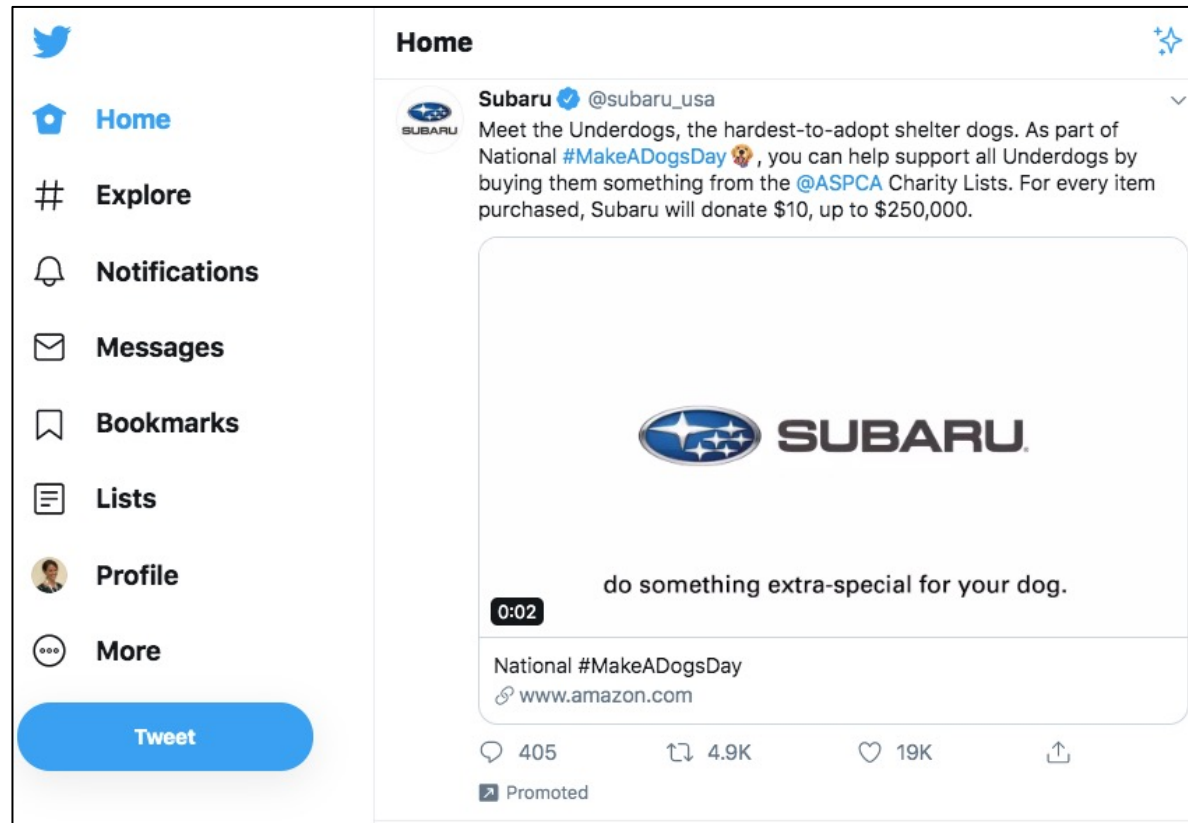 Home
Explore
Notifications
Messages
Bookmarks
Lists
Profile
More
Tweet
Home
Subaru @subaru_usa
SUBARU
Meet the Underdogs, the hardest-to-adopt shelter dogs. As part of
National #MakeADogsDay 🐶, you can help support all Underdogs by
buying them something from the @ASPCA Charity Lists. For every item
purchased, Subaru will donate $10, up to $250,000.
SUBARU®
do something extra-special for your dog.
0:02
National #MakeADogsDay
www.amazon.com
405 4.9K 19K
Promoted